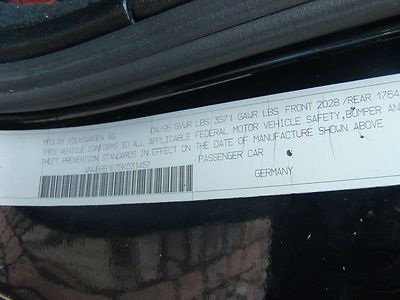 MFD.BY VOLKSWAGEN AG 04/95 GVWR LBS 3571 GAWR LBS FRONT 2028/REAR 1764
THIS VEHICLE CONFORMS TO ALL APPLICABLE FEDERAL MOTOR VEHICLE SAFETY, BUMPER AND
THEFT PREVENTION STANDARDS IN EFFECT ON THE DATE OF MANUFACTURE SHOWN ABOVE
PASSENGER CAR
GERMANY